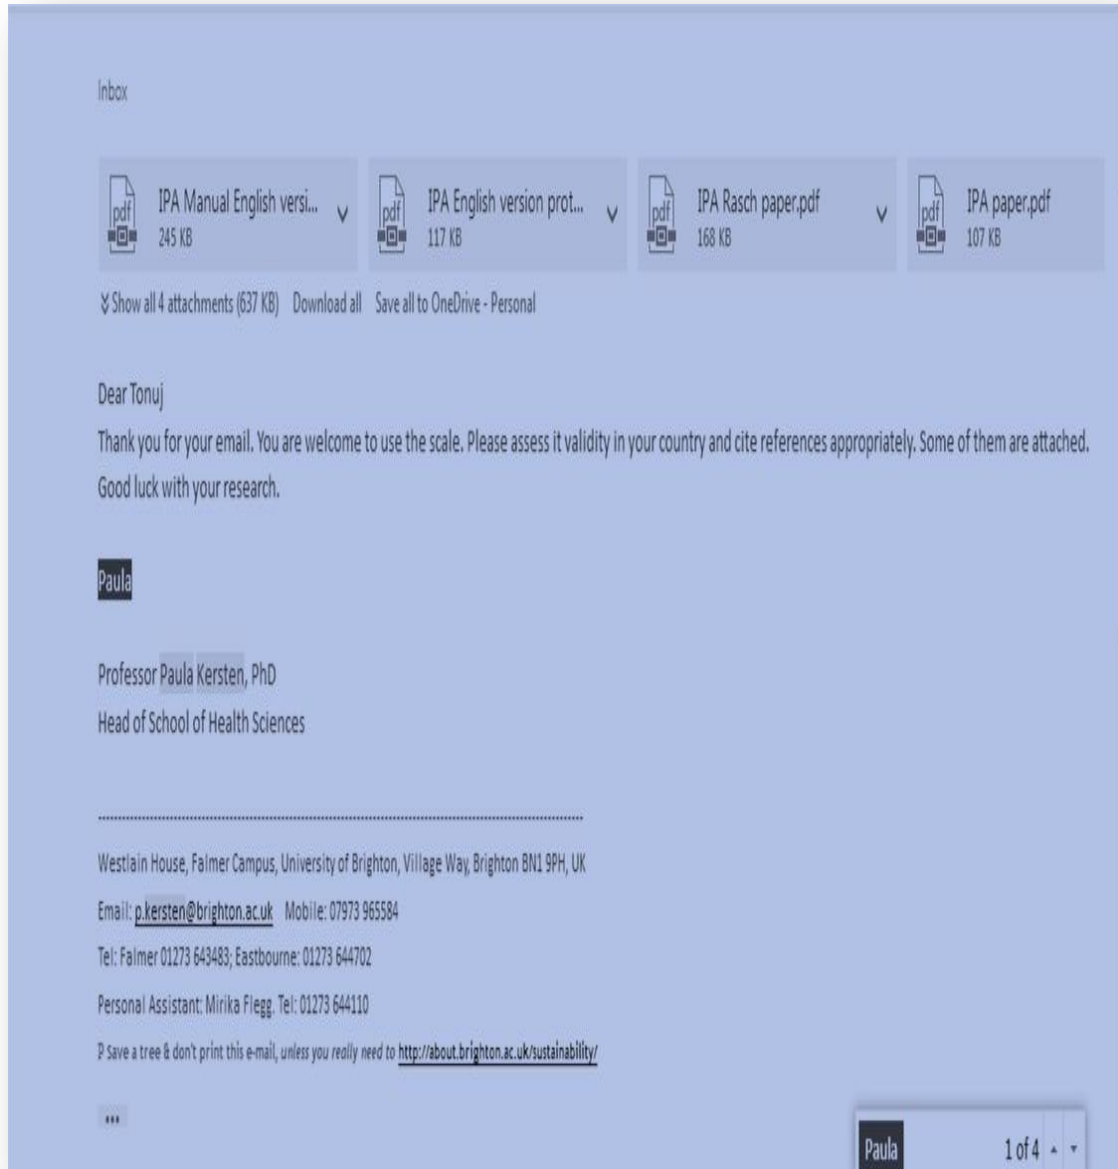 Inbox
IPA Manual English versi... IPA English version prot... IPA Rasch paper.pdf IPA paper.pdf
245 KB 117 KB 168 KB 107 KB
Show all 4 attachments (637 KB) Download all Save all to OneDrive - Personal
Dear Tonuj
Thank you for your email. You are welcome to use the scale. Please assess it validity in your country and cite references appropriately. Some of them are attached.
Good luck with your research.
Paula
Professor Paula Kersten, PhD
Head of School of Health Sciences
Westlain House, Falmer Campus, University of Brighton, Village Way, Brighton BN1 9PH, UK
Email: p.kersten@brighton.ac.uk Mobile: 07973 965584
Tel: Falmer 01273 643483; Eastbourne: 01273 644702
Personal Assistant: Mirika Flegg. Tel: 01273 644110
P Save a tree & don't print this e-mail, unless you really need to http://about.brighton.ac.uk/sustainability/
...
Paula 1 of 4